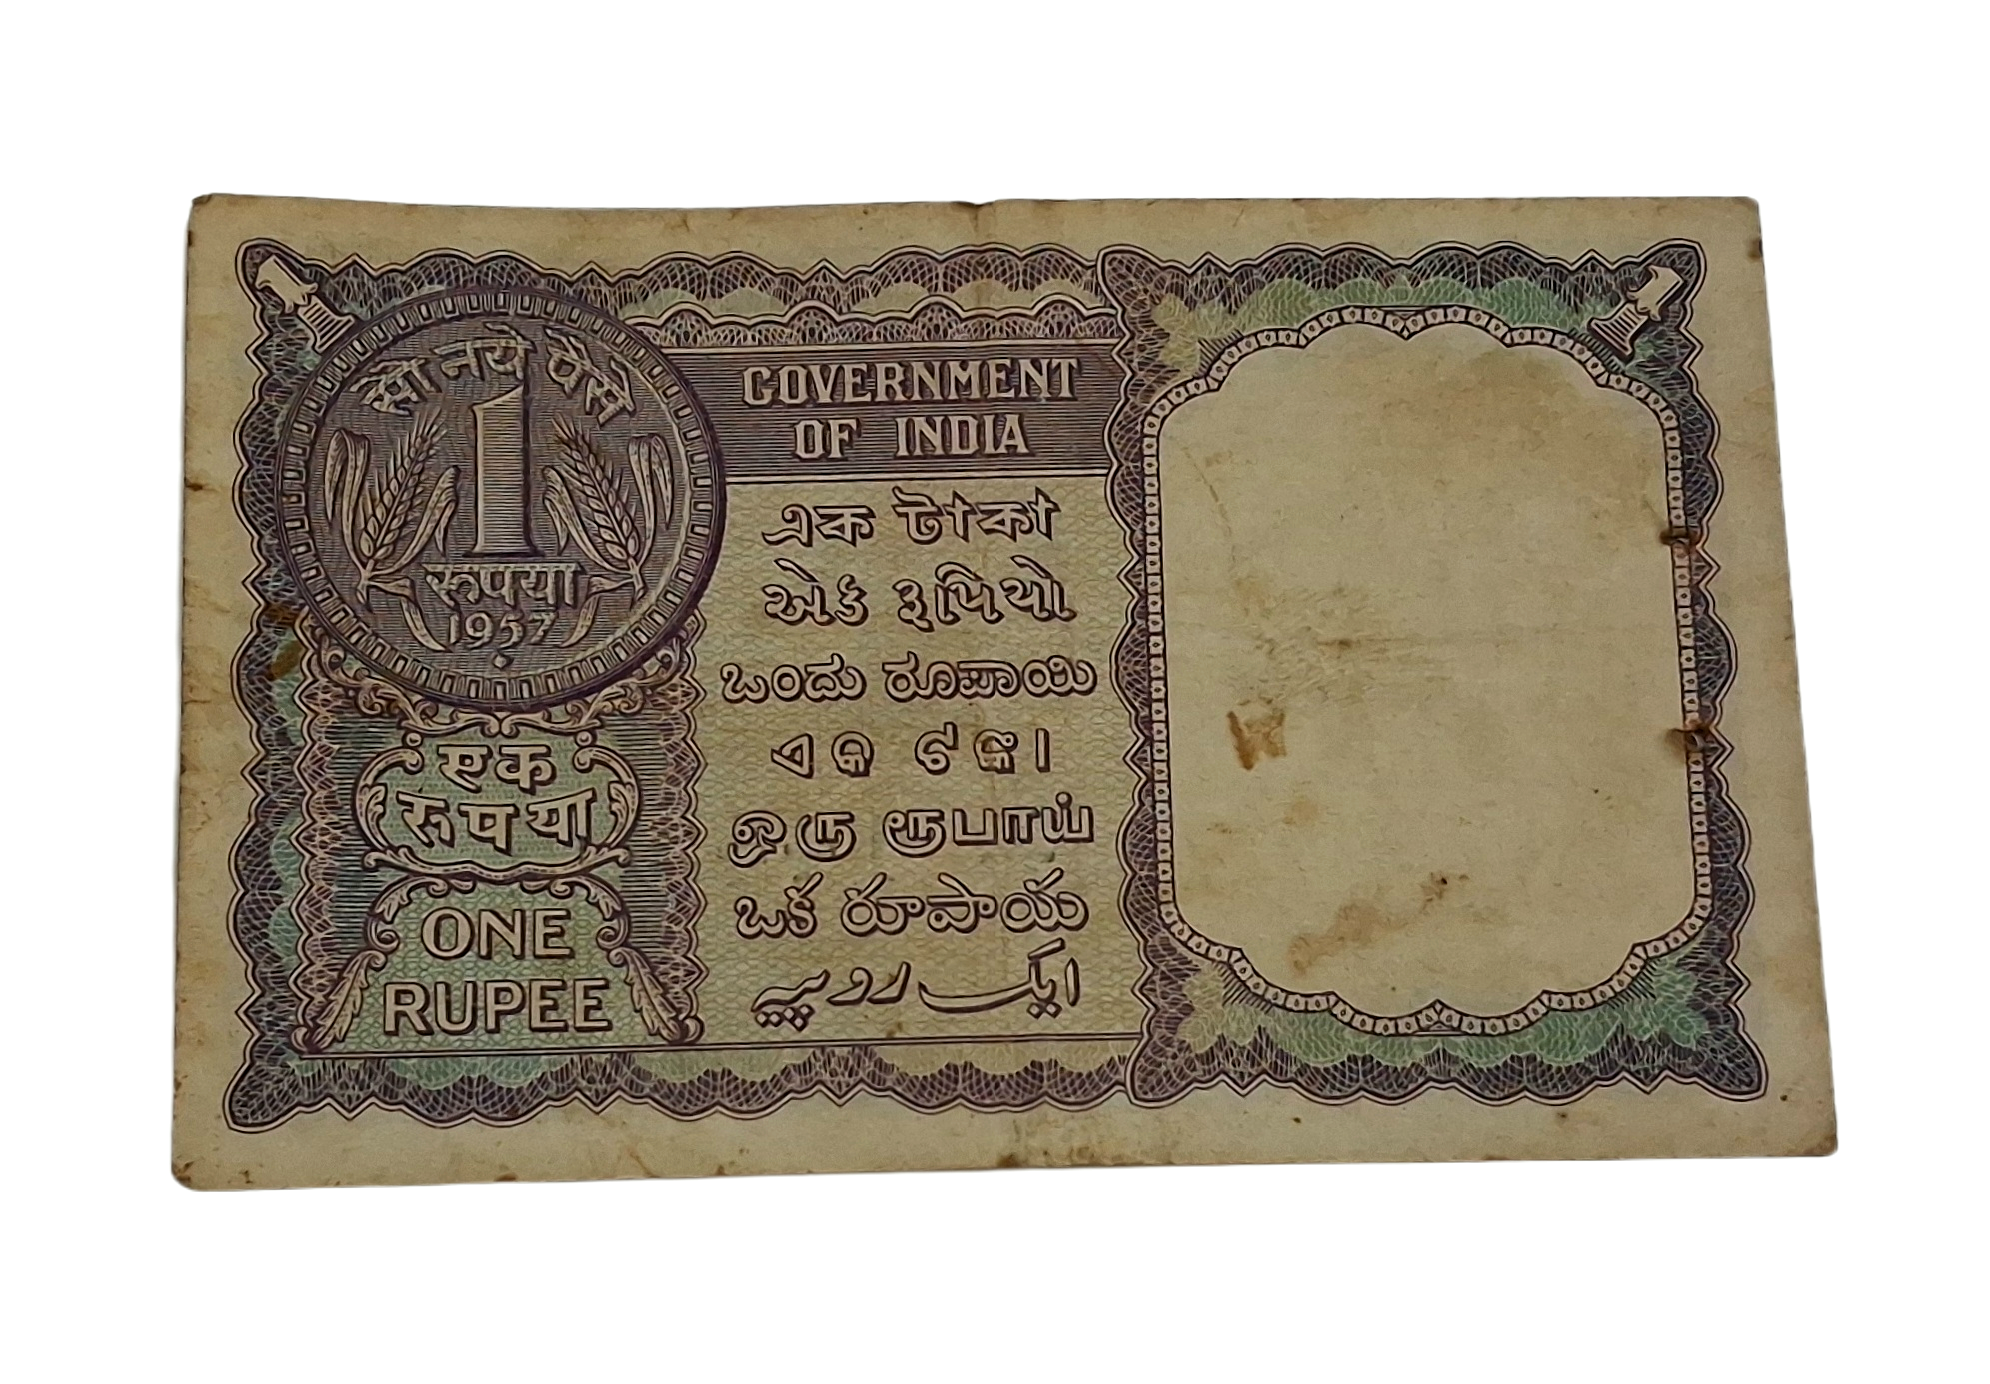 सौ नये पैसे
1
रूपया
1957
एक
रूपया
ONE
RUPEE
GOVERNMENT
OF INDIA
এক টাকা
એક રૂપિયો
ಒಂದು ರೂಪಾಯಿ
ଏକ ଟଙ୍କା
ஒரு ரூபாய்
ఒక రూపాయ
ایک روپیہ